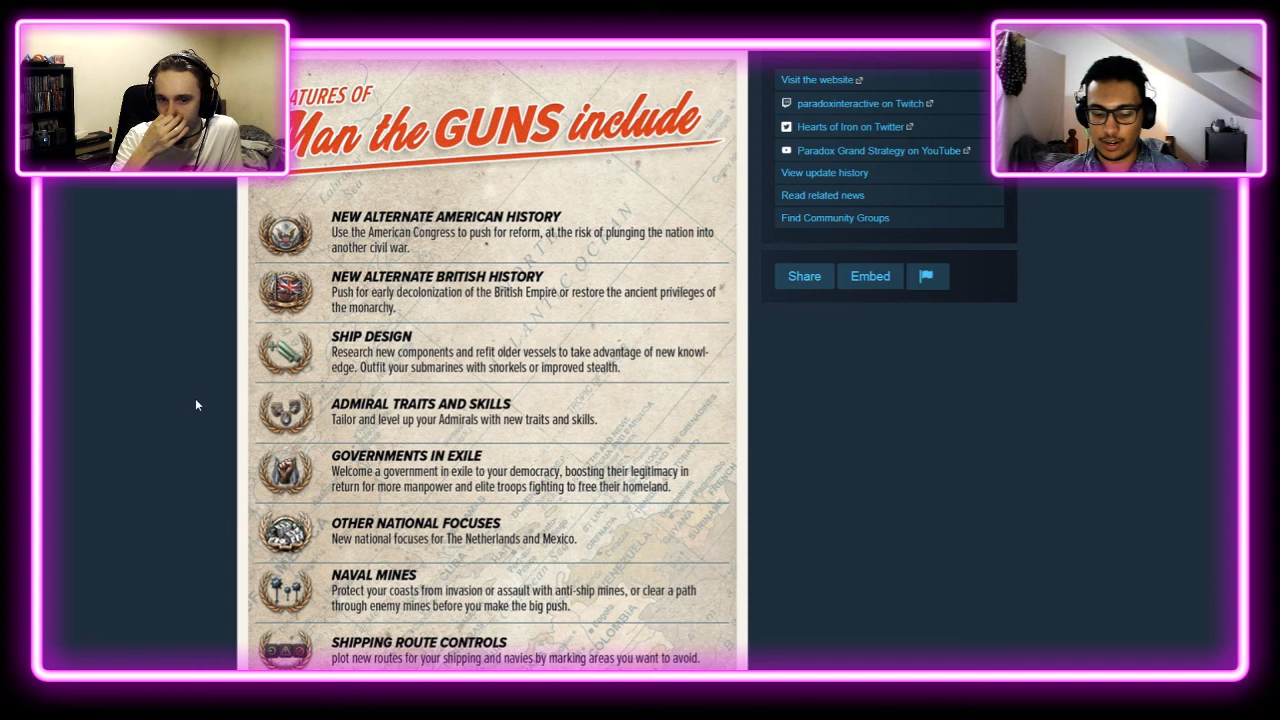 ATURES OF
Man the GUNS include
NEW ALTERNATE AMERICAN HISTORY
Use the American Congress to push for reform, at the risk of plunging the nation into
another civil war.
NEW ALTERNATE BRITISH HISTORY
Push for early decolonization of the British Empire or restore the ancient privileges of
the monarchy.
SHIP DESIGN
Research new components and refit older vessels to take advantage of new knowl-
edge. Outfit your submarines with snorkels or improved stealth.
ADMIRAL TRAITS AND SKILLS
Tailor and level up your Admirals with new traits and skills.
GOVERNMENTS IN EXILE
Welcome a government in exile to your democracy, boosting their legitimacy in
return for more manpower and elite troops fighting to free their homeland.
OTHER NATIONAL FOCUSES
New national focuses for The Netherlands and Mexico.
NAVAL MINES
Protect your coasts from invasion or assault with anti-ship mines, or clear a path
through enemy mines before you make the big push.
SHIPPING ROUTE CONTROLS
plot new routes for your shipping and navies by marking areas you want to avoid.
Visit the website
paradoxinteractive on Twitch
Hearts of Iron on Twitter
Paradox Grand Strategy on YouTube
View update history
Read related news
Find Community Groups
Share Embed